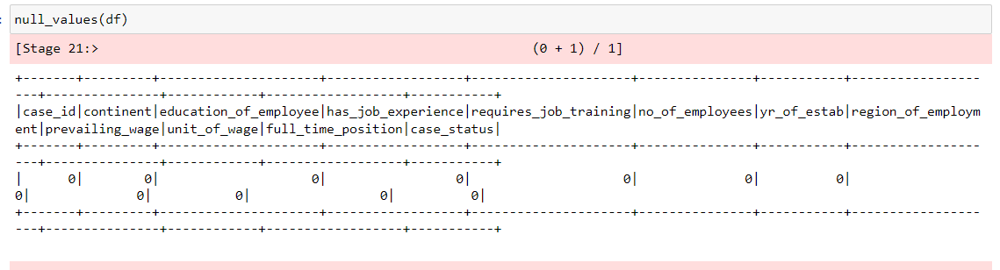 null_values(df)
[Stage 21:>                                                          (0 + 1) / 1]
+-------+---------+---------------------+------------------+---------------------+---------------+------------+-----------------
---+---------------+------------+------------------+-----------+
|case_id|continent|education_of_employee|has_job_experience|requires_job_training|no_of_employees|yr_of_estab|region_of_employm
ent|prevailing_wage|unit_of_wage|full_time_position|case_status|
+-------+---------+---------------------+------------------+---------------------+---------------+-----------+-----------------
---+---------------+------------+------------------+-----------+
|      0|        0|                    0|                 0|                    0|              0|          0|
0|              0|           0|                 0|          0|
+-------+---------+---------------------+------------------+---------------------+---------------+-----------+-----------------
---+---------------+------------+------------------+-----------+